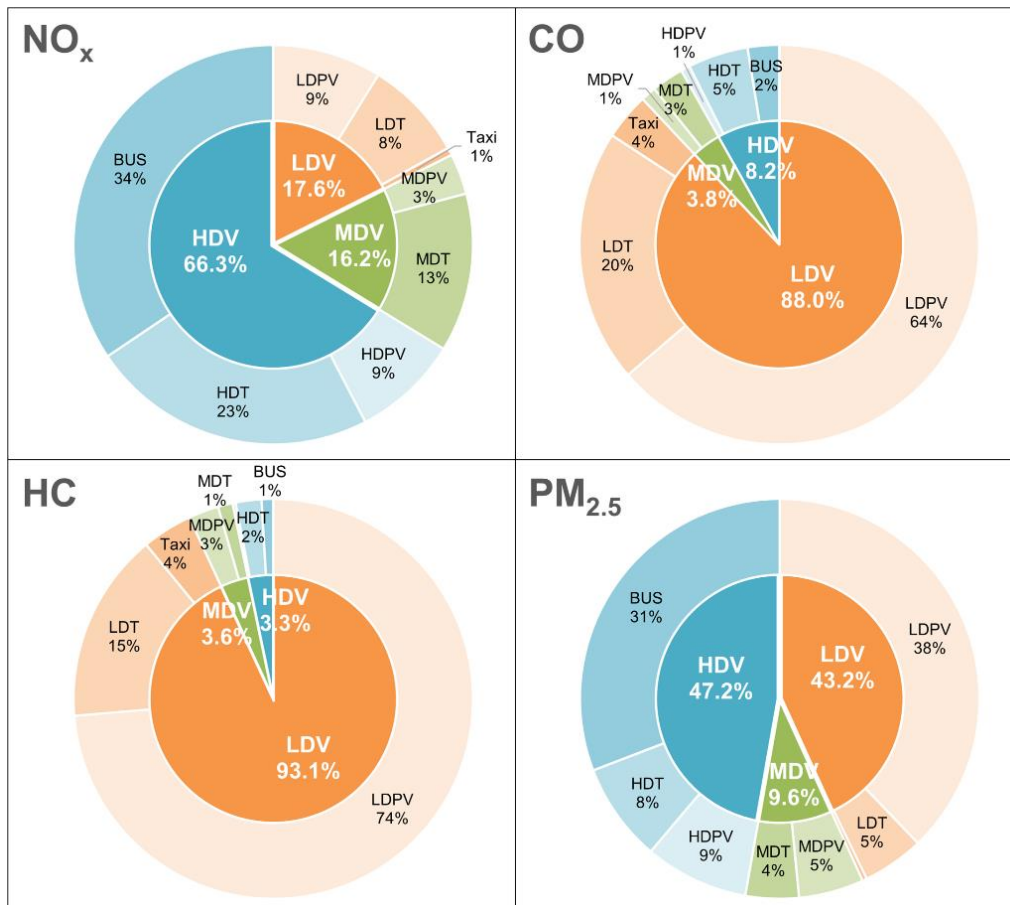 NOx
LDPV
9%
LDT
8%
Taxi
1%
MDPV
3%
MDT
13%
HDPV
9%
HDT
23%
BUS
34%
LDV
17.6%
MDV
16.2%
HDV
66.3%
CO
HDPV
1%
MDPV
1%
MDT
3%
HDT
5%
BUS
2%
Taxi
4%
LDT
20%
LDPV
64%
HDV
8.2%
MDV
3.8%
LDV
88.0%
HC
MDT
1%
BUS
1%
MDPV
3%
HDT
2%
Taxi
4%
LDT
15%
LDPV
74%
MDV
3.6%
HDV
3.3%
LDV
93.1%
PM2.5
BUS
31%
LDPV
38%
HDT
8%
HDPV
9%
MDT
4%
MDPV
5%
LDT
5%
HDV
47.2%
LDV
43.2%
MDV
9.6%